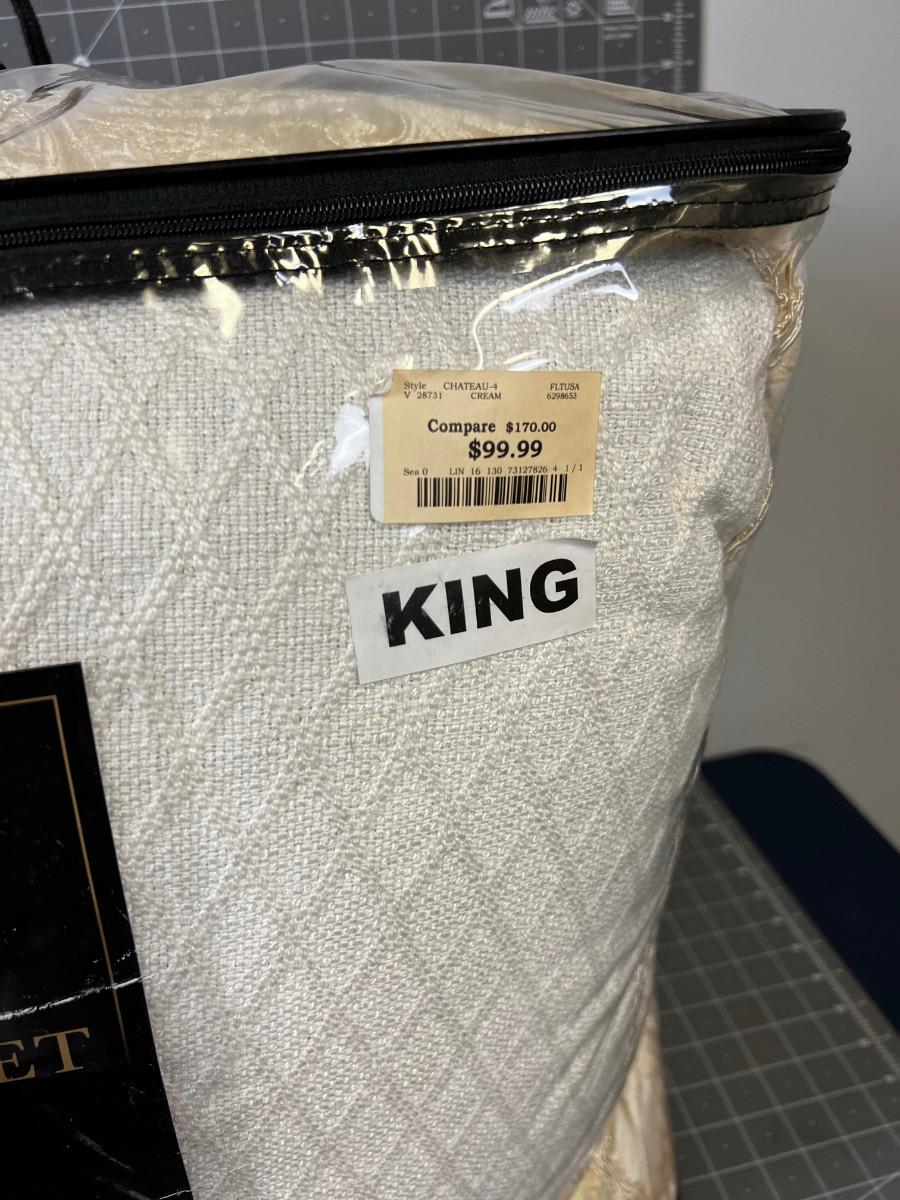 Style CHATEAU-4 FLTUSA
V 28731 CREAM 6298653
Compare $170.00
$99.99
Sea 0 LIN 16 130 73127826 4 1/1
KING
ET